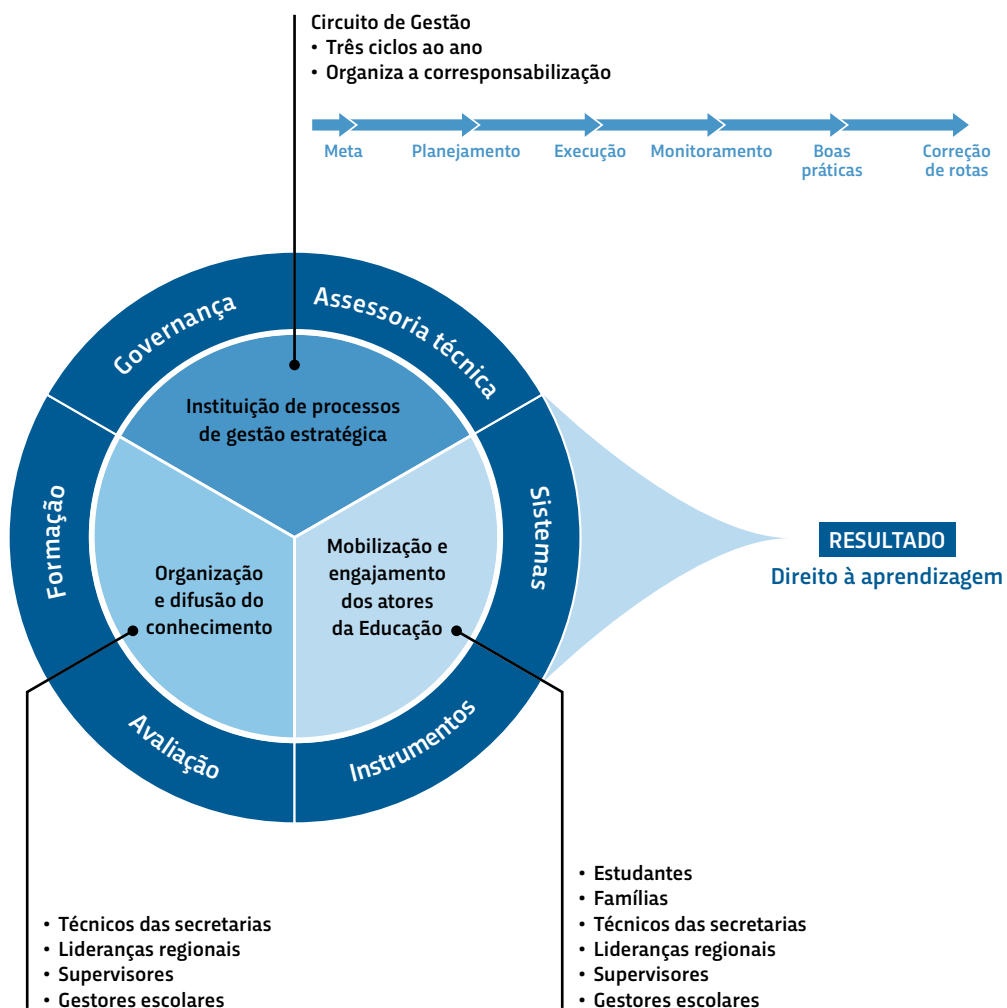 Circuito de Gestão
• Três ciclos ao ano
• Organiza a corresponsabilização
Meta
Planejamento
Execução
Monitoramento
Boas
práticas
Correção
de rotas
Governança
Assessoria técnica
Instituição de processos
de gestão estratégica
Formação
Sistemas
Organização
e difusão do
conhecimento
Mobilização e
engajamento
dos atores
da Educação
RESULTADO
Direito à aprendizagem
Avaliação
Instrumentos
• Técnicos das secretarias
• Lideranças regionais
• Supervisores
• Gestores escolares
• Estudantes
• Famílias
• Técnicos das secretarias
• Lideranças regionais
• Supervisores
• Gestores escolares